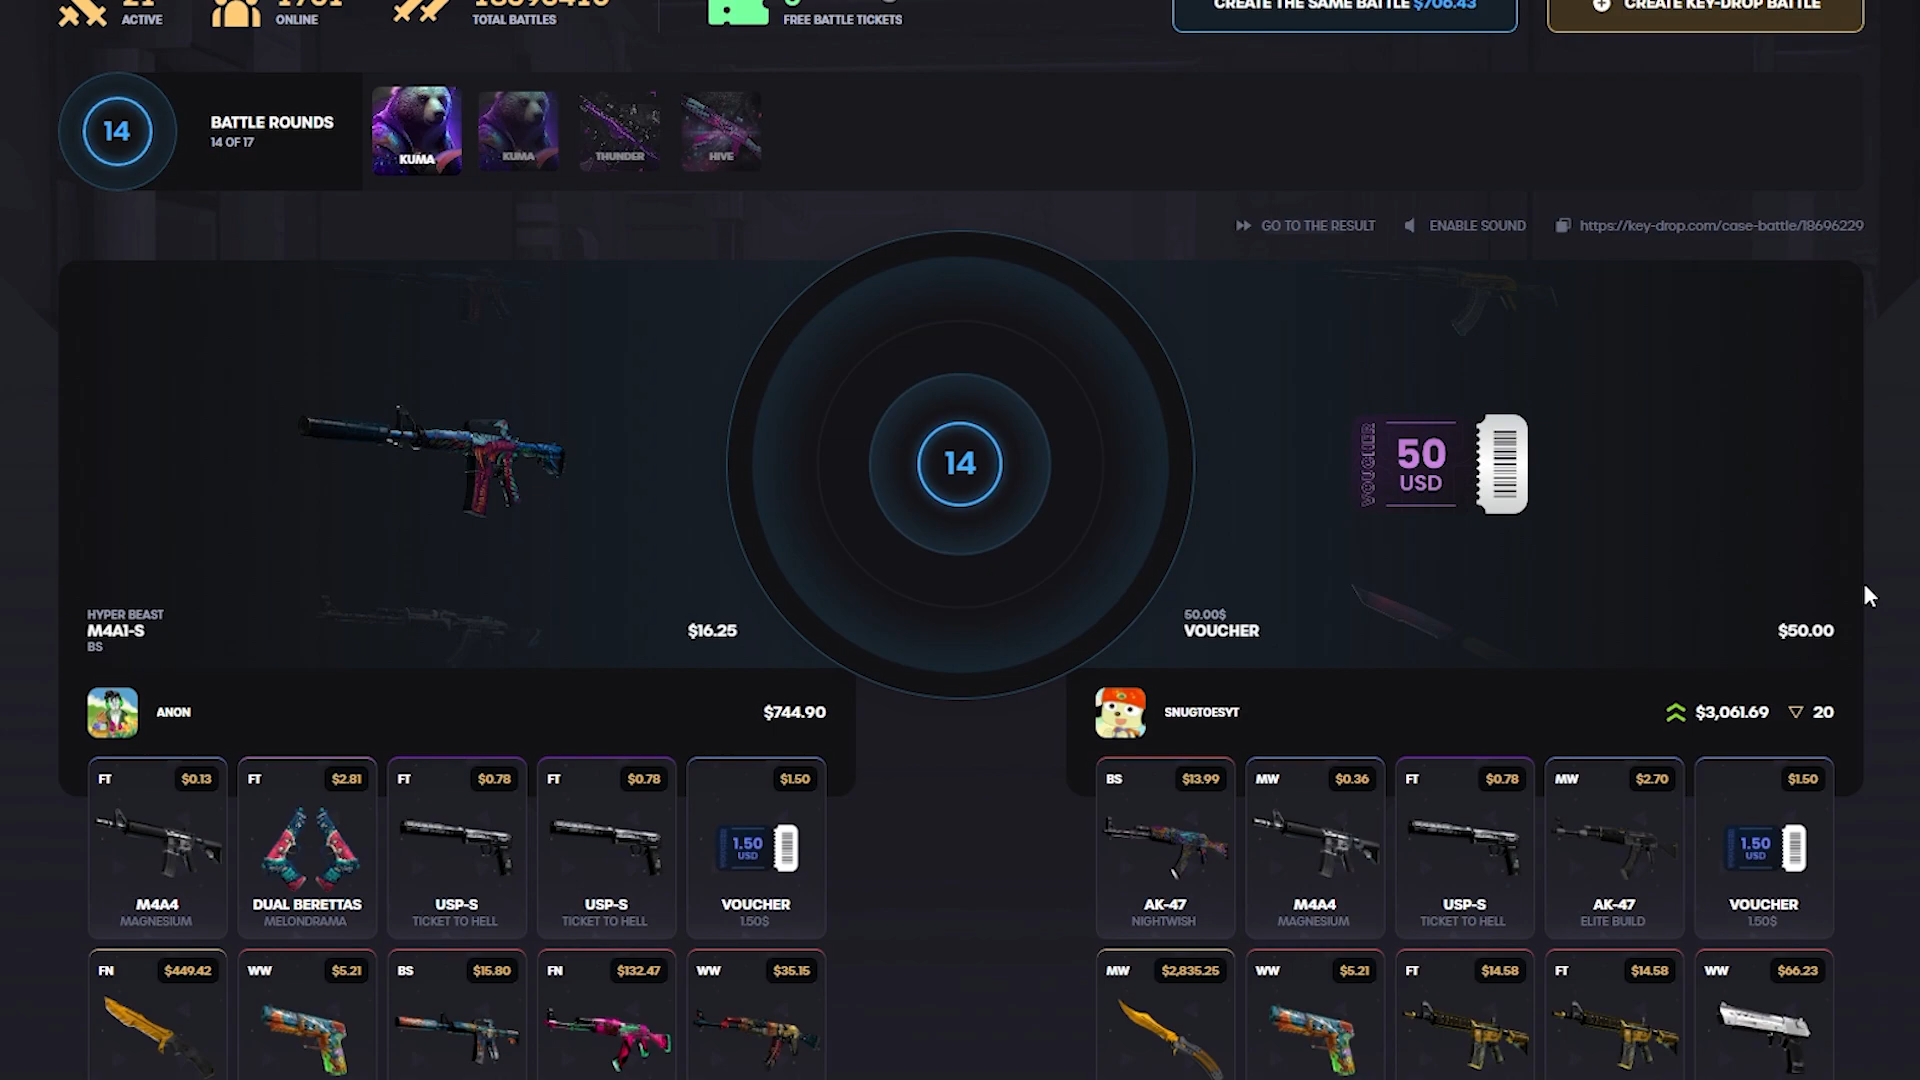 ACTIVE
ONLINE
TOTAL BATTLES
FREE BATTLE TICKETS
CREATE THE SAME BATTLE $706.43
CREATE KEY-DROP BATTLE
14
BATTLE ROUNDS
14 OF 17
KUMA
KUMA
THUNDER
HIVE
GO TO THE RESULT
ENABLE SOUND
https://key-drop.com/case-battle/18696229
14
VOUCHER
50
USD
HYPER BEAST
M4A1-S
BS
$16.25
50.00$
VOUCHER
$50.00
ANON
$744.90
SNUGTOESYT
$3,061.69
20
FT $0.13
FT $2.81
FT $0.78
FT $0.78
$1.50
1.50
USD
M4A4
MAGNESIUM
DUAL BERETTAS
MELONDRAMA
USP-S
TICKET TO HELL
USP-S
TICKET TO HELL
VOUCHER
1.50$
BS $13.99
MW $0.36
FT $0.78
MW $2.70
$1.50
1.50
USD
AK-47
NIGHTWISH
M4A4
MAGNESIUM
USP-S
TICKET TO HELL
AK-47
ELITE BUILD
VOUCHER
1.50$
FN $449.42
WW $5.21
BS $15.80
FN $132.47
WW $35.15
MW $2,835.25
WW $5.21
FT $14.58
FT $14.58
WW $66.23